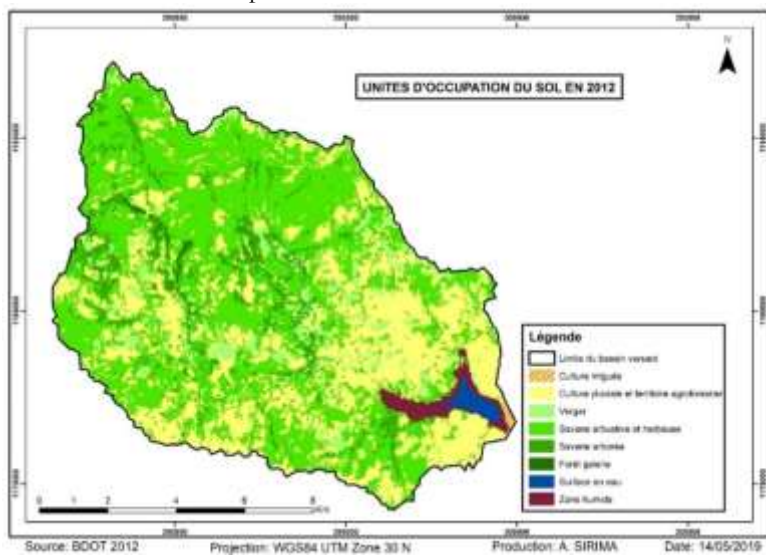 UNITES D'OCCUPATION DU SOL EN 2012
N
Légende
Limite du bassin versant
Culture irriguée
Culture pluviale et territoire agroforestier
Verger
Savane arbustive et herbeuse
Savane arborée
Forêt galerie
Surface en eau
Zone humide
0 2 4 6 8
Source: BDOT 2012 Projection: WGS84 UTM Zone 30 N Production: A. SIRIMA Date: 14/05/2016